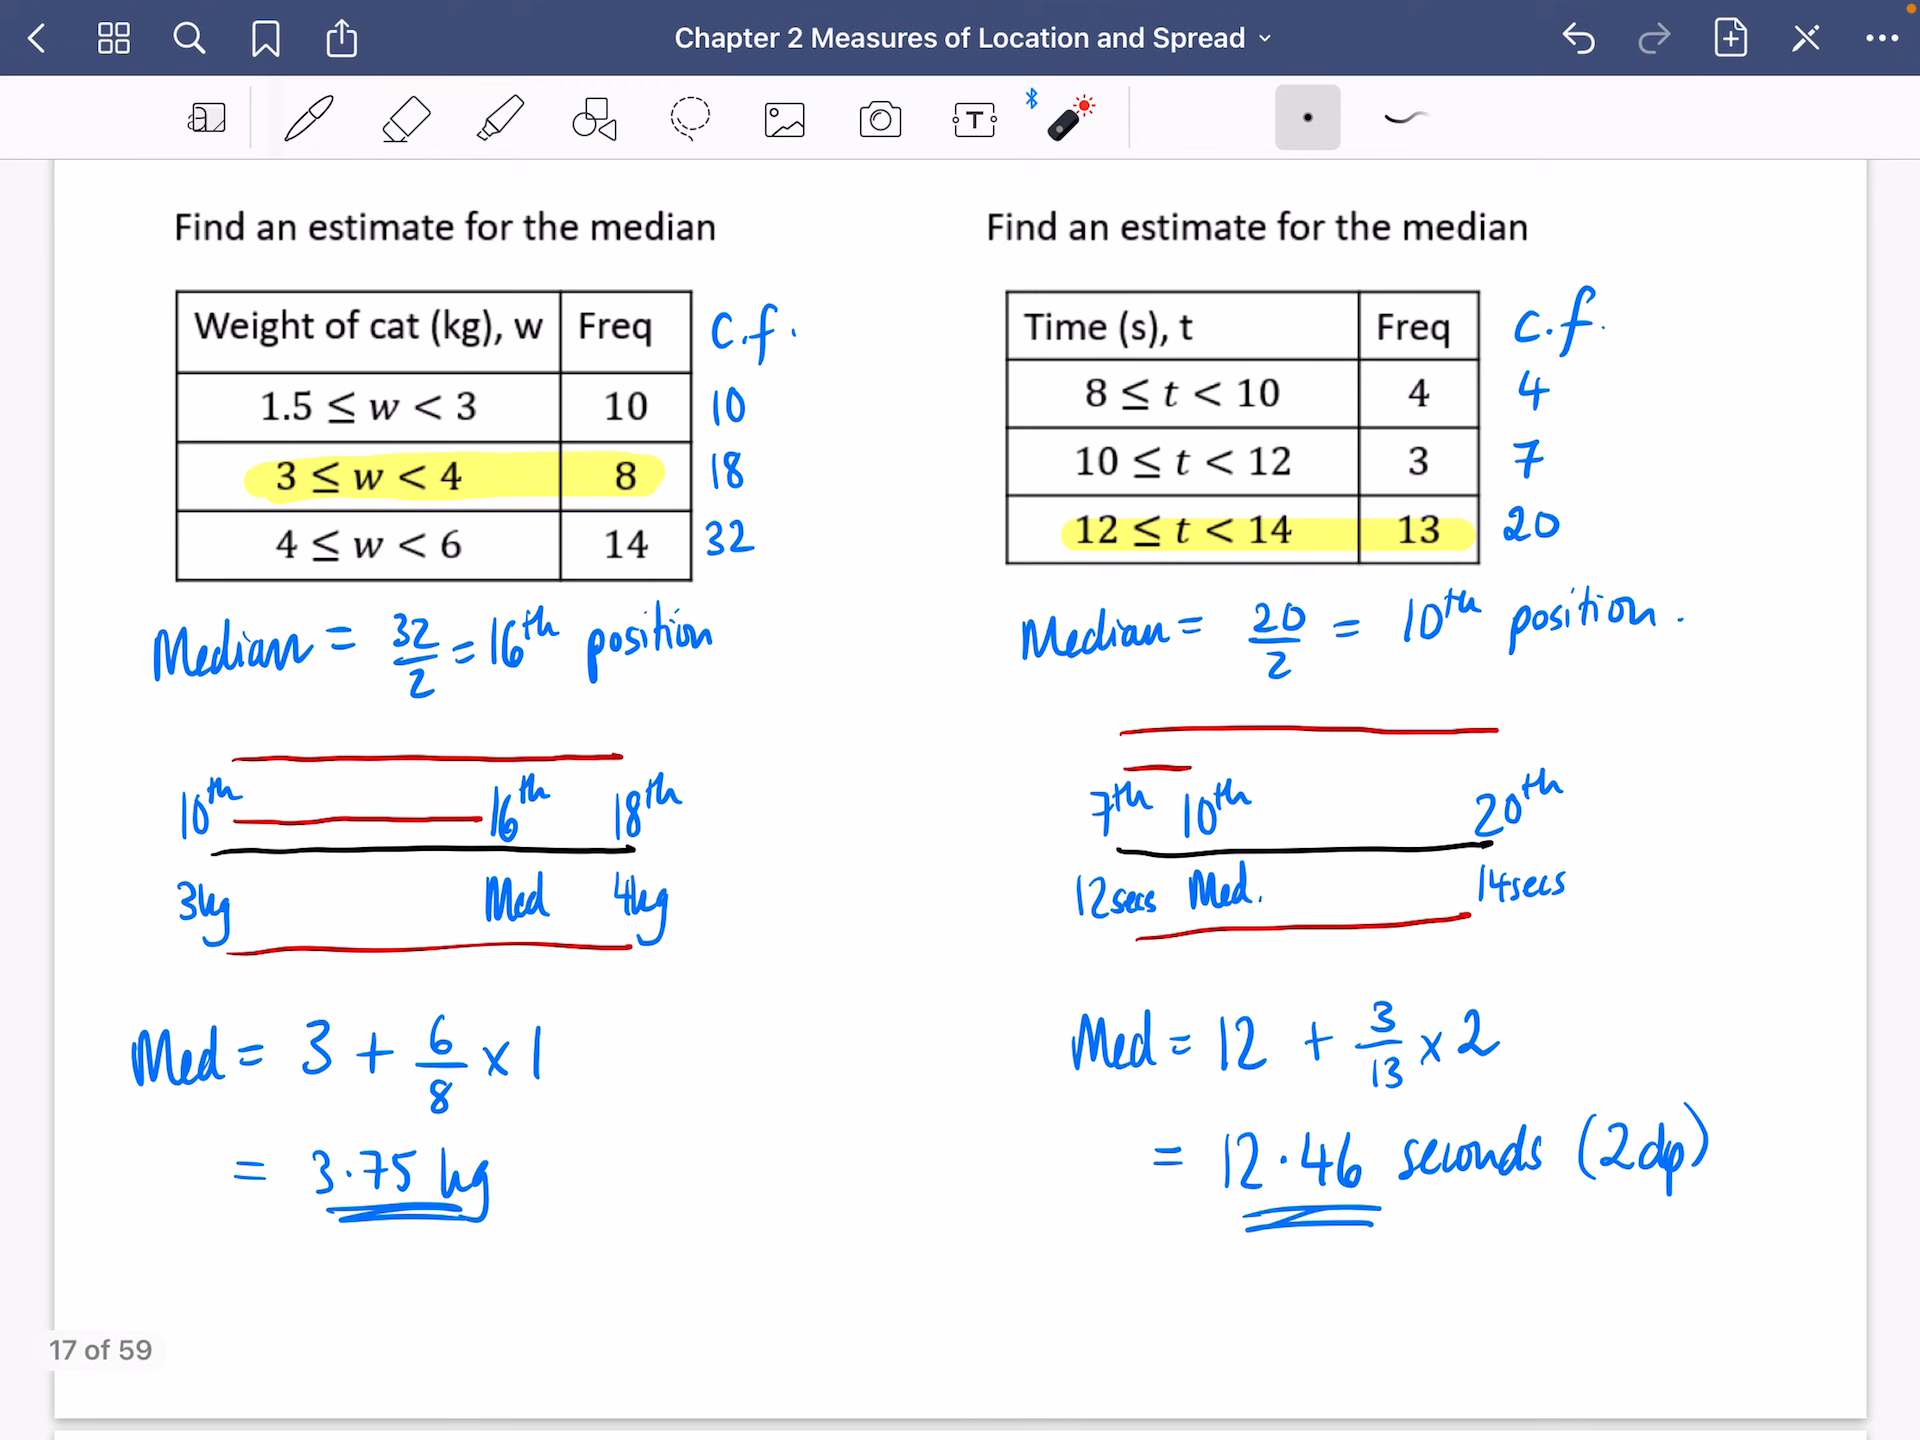 Chapter 2 Measures of Location and Spread
Find an estimate for the median
Weight of cat (kg), w Freq c.f.
1.5 ≤ w < 3 10 10
3 ≤ w < 4 8 18
4 ≤ w < 6 14 32
Median = 32/2 = 16th position
10th 16th 18th
3kg Med 4kg
Med = 3 + 6/8 x 1
= 3.75 kg
Find an estimate for the median
Time (s), t Freq c.f.
8 ≤ t < 10 4 4
10 ≤ t < 12 3 7
12 ≤ t < 14 13 20
Median = 20/2 = 10th position.
7th 10th 20th
12secs Med. 14secs
Med = 12 + 3/13 x 2
= 12.46 seconds (2dp)
17 of 59